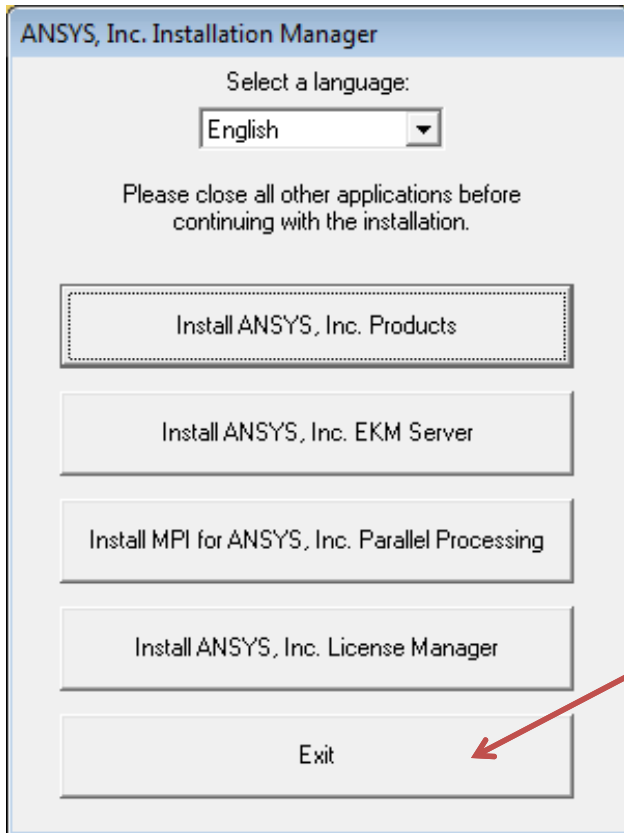 ANSYS, Inc. Installation Manager
Select a language:
English
Please close all other applications before
continuing with the installation.
Install ANSYS, Inc. Products
Install ANSYS, Inc. EKM Server
Install MPI for ANSYS, Inc. Parallel Processing
Install ANSYS, Inc. License Manager
Exit